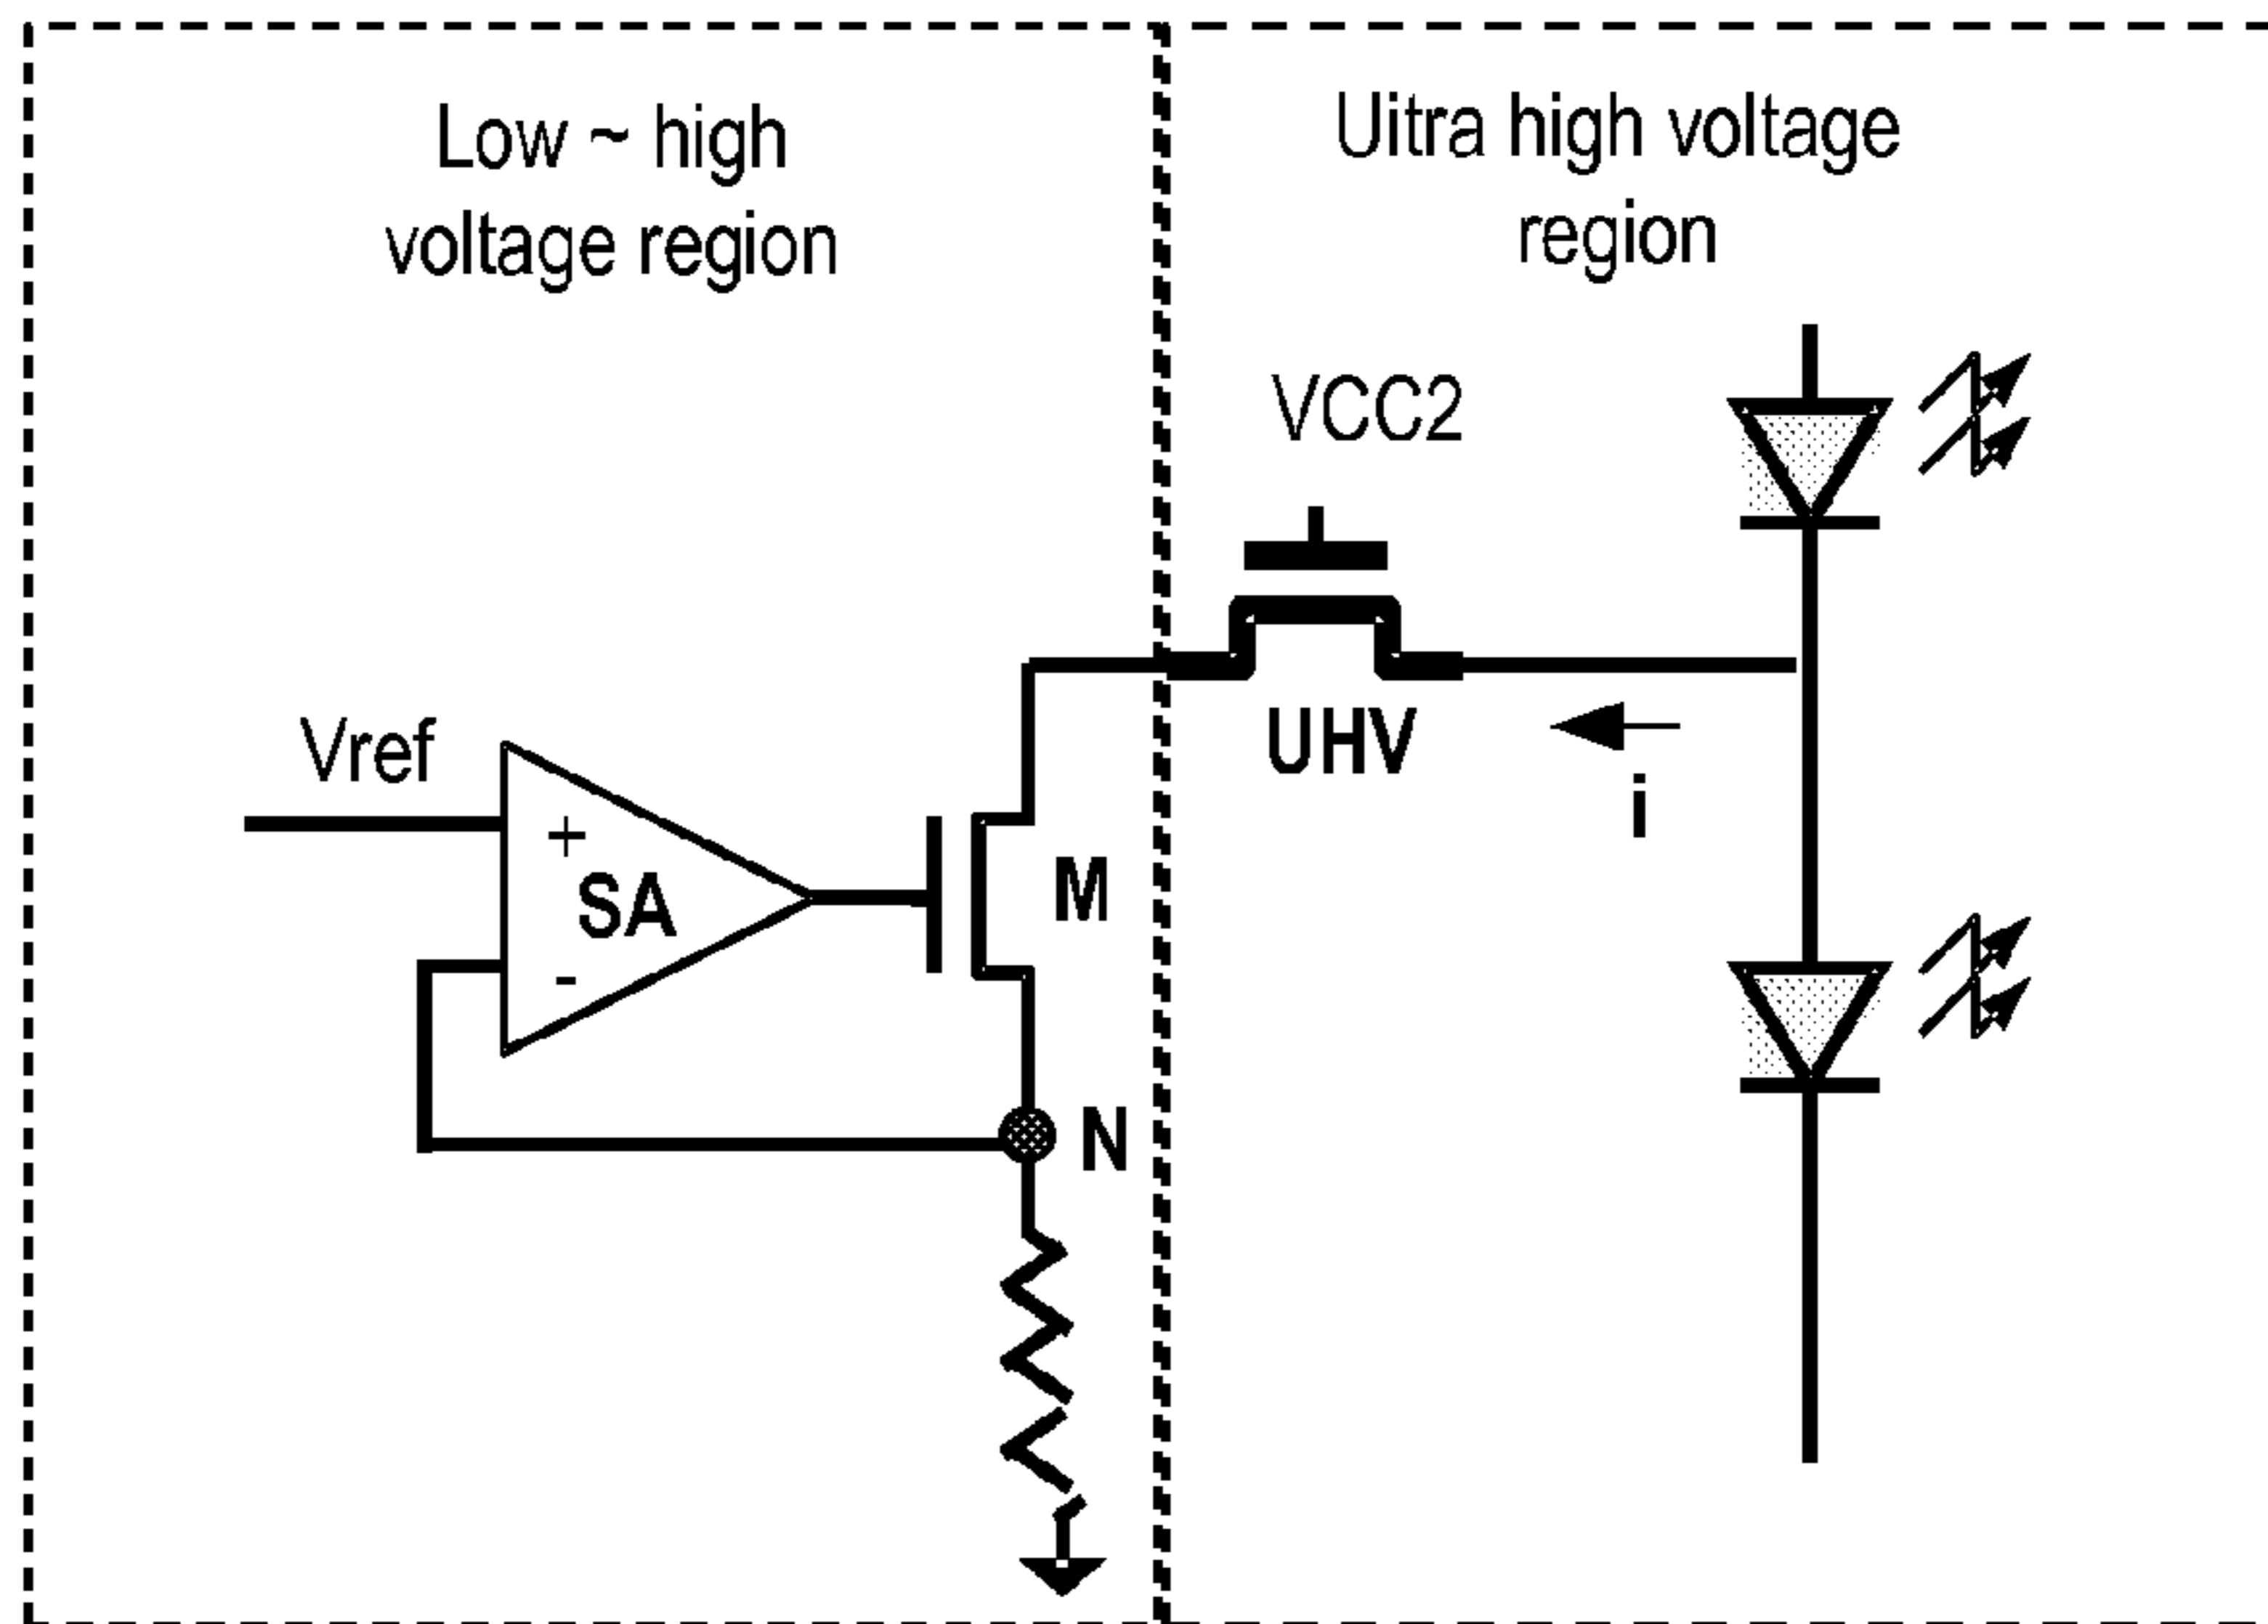 Low ~ high
voltage region
Uitra high voltage
region
VCC2
UHV
i
Vref
+
SA
-
M
N